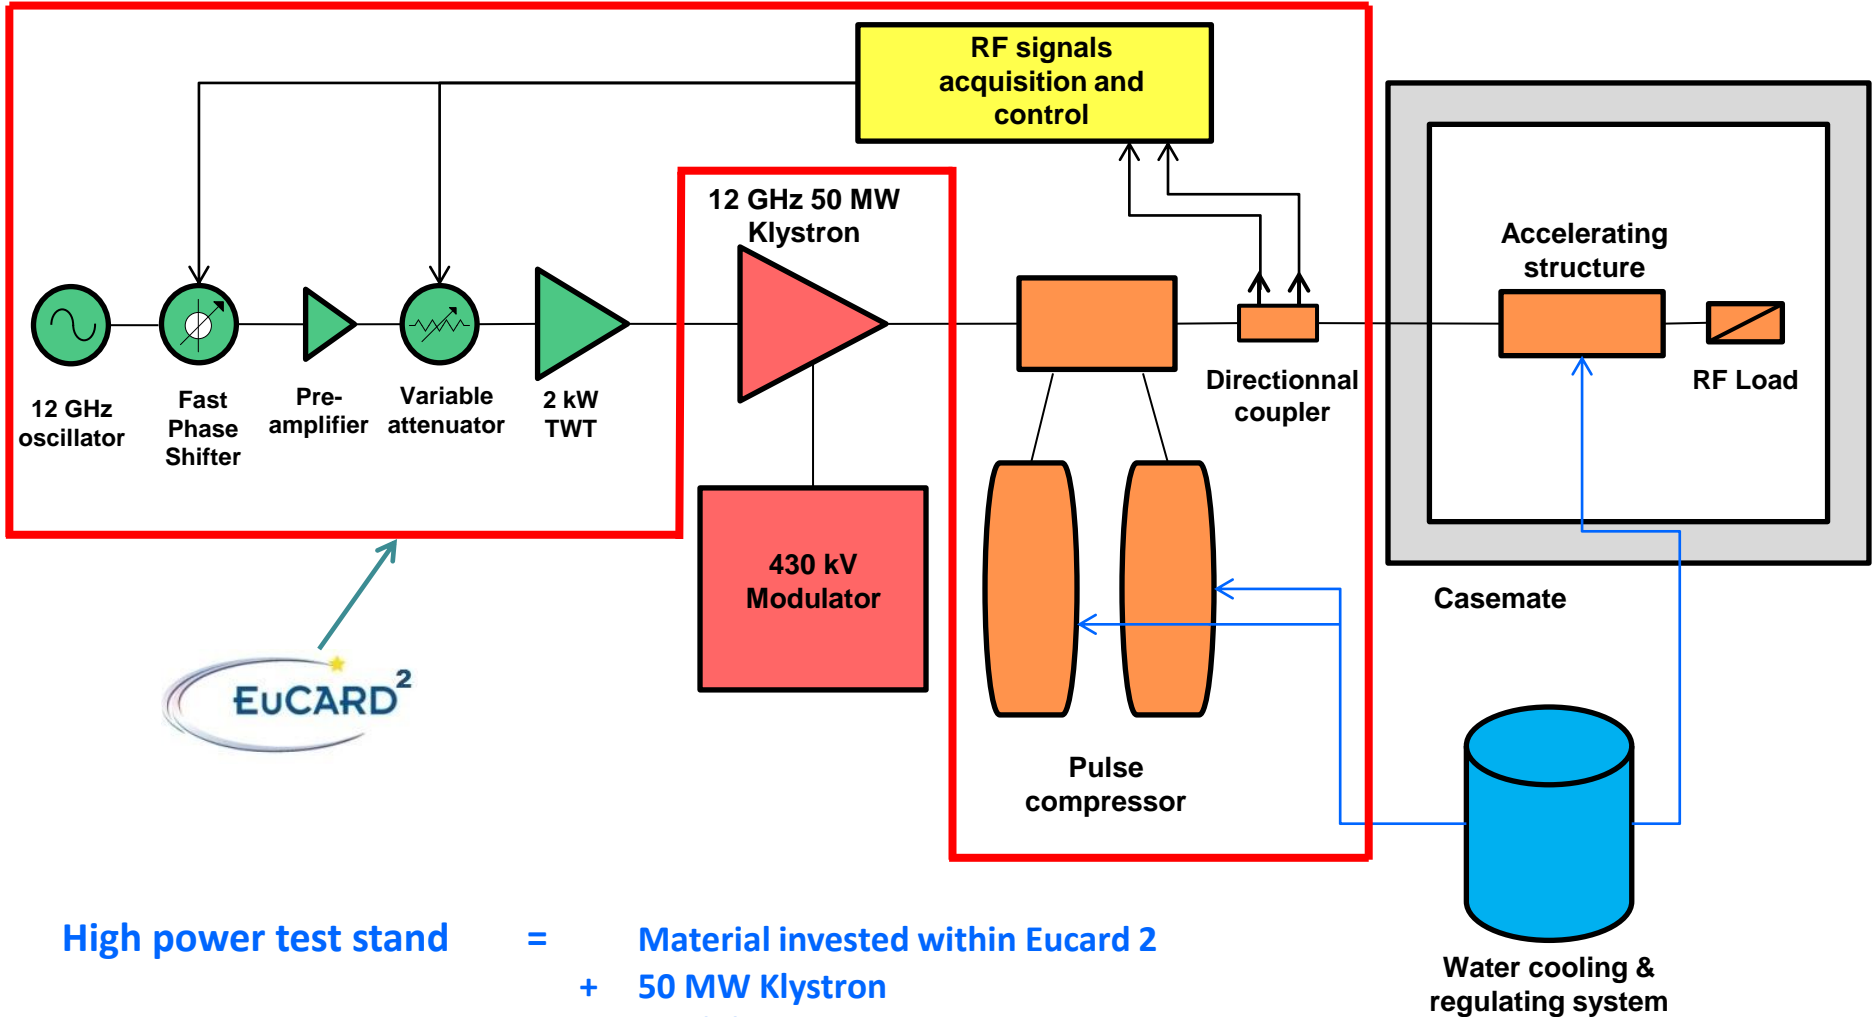 RF signals
acquisition and
control
12 GHz 50 MW
Klystron
Accelerating
structure
12 GHz
oscillator
Fast
Phase
Shifter
Pre-
amplifier
Variable
attenuator
2 kW
TWT
Directionnal
coupler
RF Load
430 kV
Modulator
Casemate
EuCARD²
Pulse
compressor
High power test stand = Material invested within Eucard 2
+ 50 MW Klystron
Water cooling &
regulating system